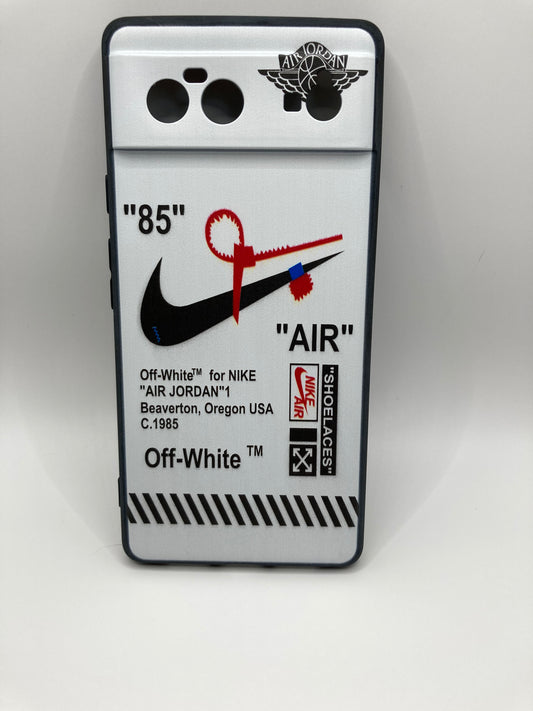 AIR JORDAN
"85"
"AIR"
Off-White™ for NIKE
"AIR JORDAN"1
Beaverton, Oregon USA
C.1985
NIKE
AIR
"SHOELACES"
Off-White ™